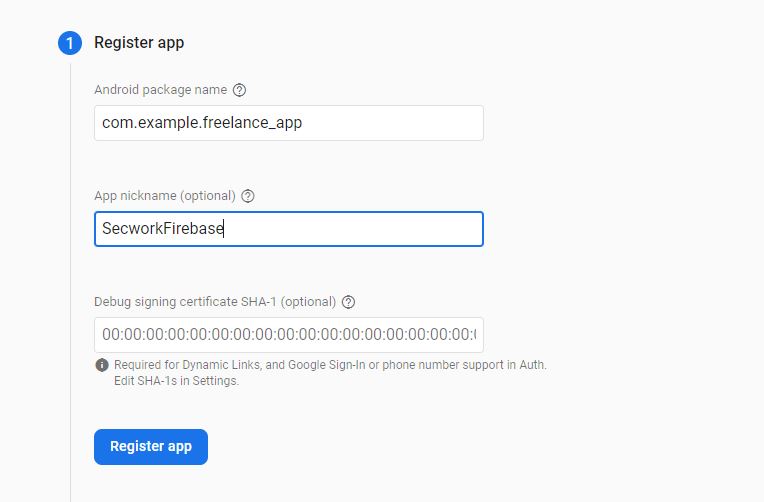 1 Register app
Android package name ?
com.example.freelance_app
App nickname (optional) ?
SecworkFirebase
Debug signing certificate SHA-1 (optional) ?
00:00:00:00:00:00:00:00:00:00:00:00:00:00:00:00:00:
Required for Dynamic Links, and Google Sign-In or phone number support in Auth.
Edit SHA-1s in Settings.
Register app